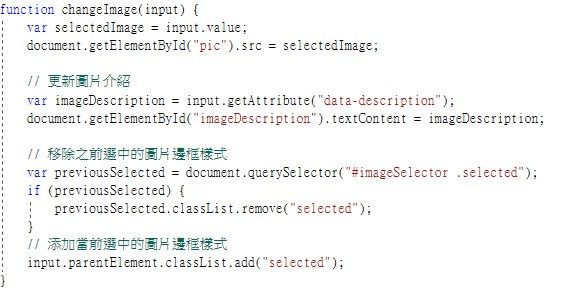 function changeImage(input) {
var selectedImage = input.value;
document.getElementById("pic").src = selectedImage;
// 更新圖片介紹
var imageDescription = input.getAttribute("data-description");
document.getElementById("imageDescription").textContent = imageDescription;
// 移除之前選中的圖片邊框樣式
var previousSelected = document.querySelector("#imageSelector .selected");
if (previousSelected) {
previousSelected.classList.remove("selected");
}
// 添加當前選中的圖片邊框樣式
input.parentElement.classList.add("selected");
}